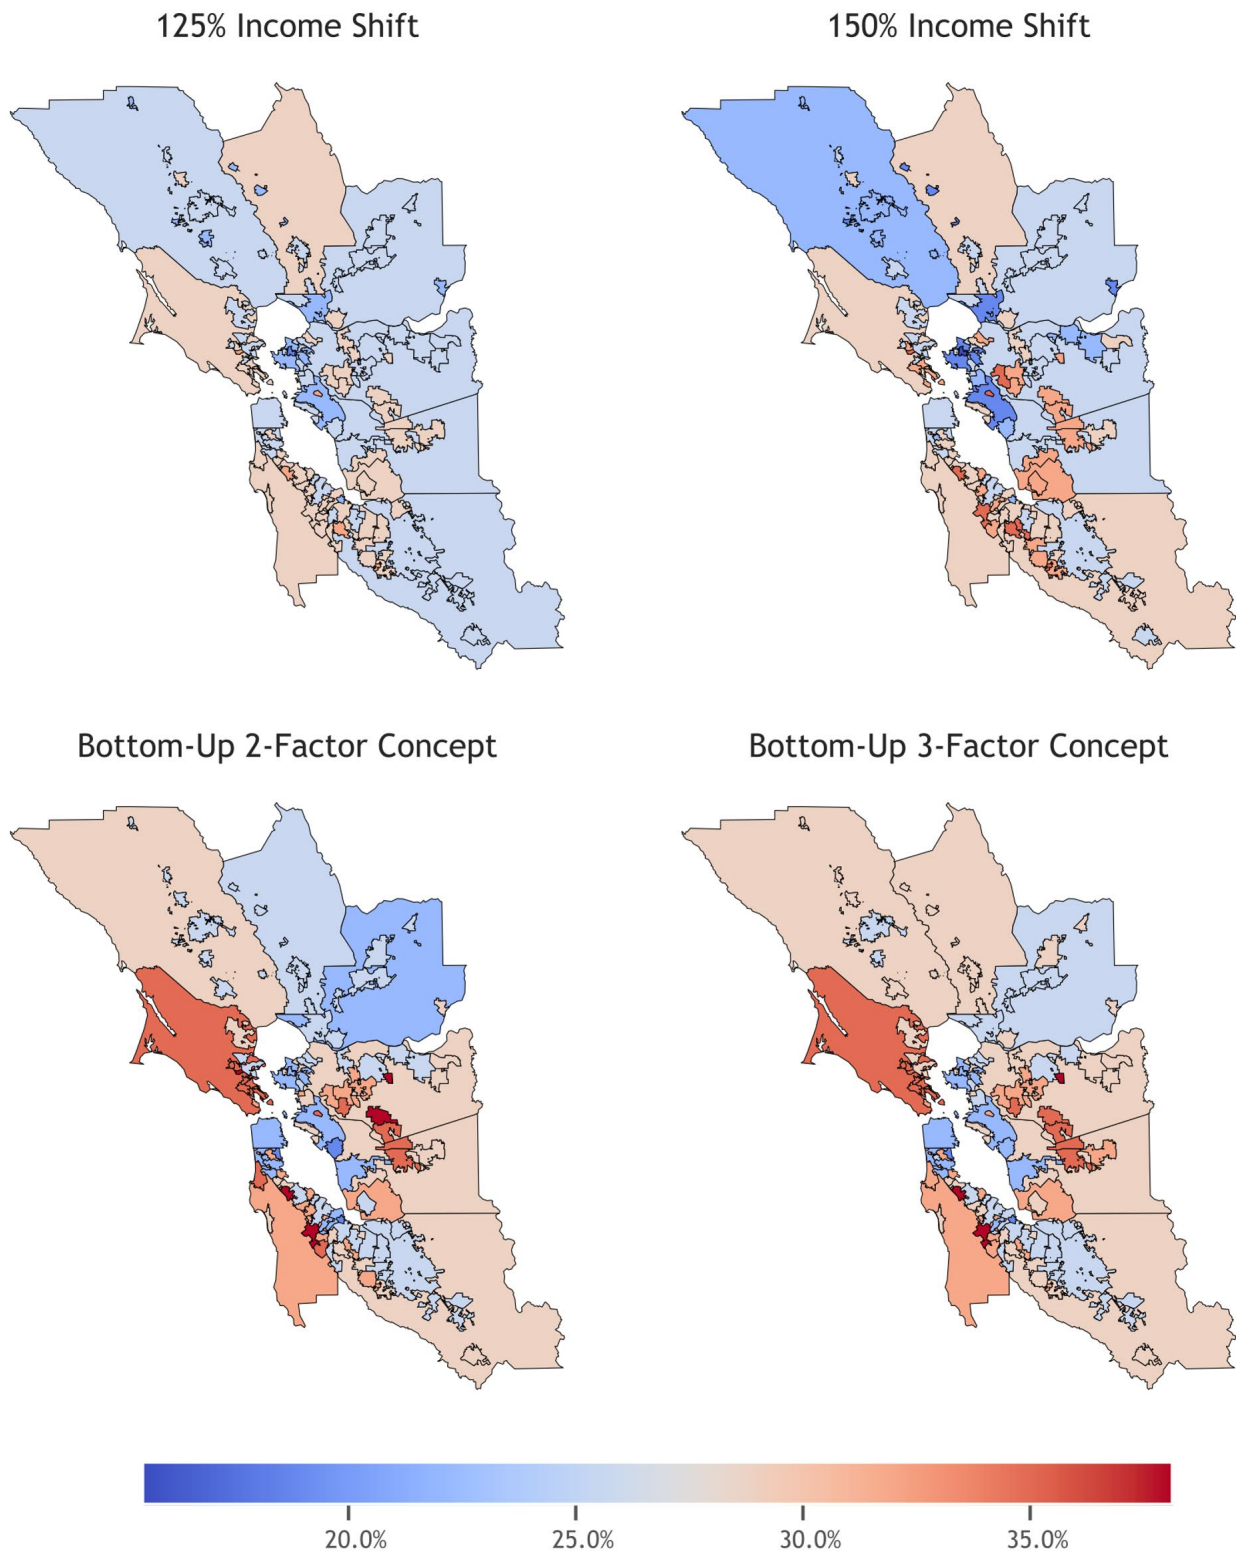 125% Income Shift
150% Income Shift
Bottom-Up 2-Factor Concept
Bottom-Up 3-Factor Concept
20.0%
25.0%
30.0%
35.0%